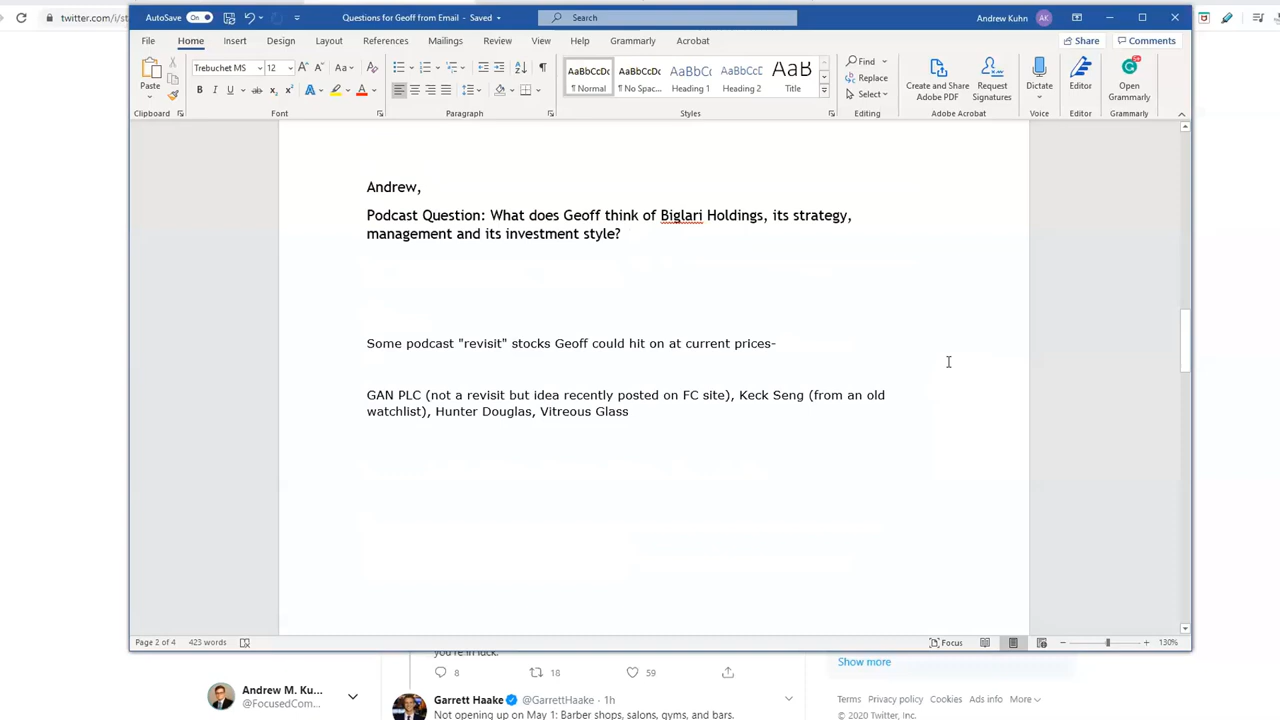 twitter.com/i/st
AutoSave On
Questions for Geoff from Email - Saved
Search
Andrew Kuhn AK
File Home Insert Design Layout References Mailings Review View Help Grammarly Acrobat Share Comments
Paste
Trebuchet MS 12
AaBbCcDc AaBbCcDc AaBbCc AaBbCcC AaB
¶ Normal ¶ No Spac... Heading 1 Heading 2 Title
Find
Replace
Select
Create and Share Adobe PDF
Request Signatures
Dictate
Editor
Open Grammarly
Clipboard Font Paragraph Styles Editing Adobe Acrobat Voice Editor Grammarly
Andrew,
Podcast Question: What does Geoff think of Biglari Holdings, its strategy,
management and its investment style?
Some podcast "revisit" stocks Geoff could hit on at current prices-
GAN PLC (not a revisit but idea recently posted on FC site), Keck Seng (from an old
watchlist), Hunter Douglas, Vitreous Glass
Page 2 of 4 423 words Focus 130%
you're in luck.
8 18 59
Show more
Andrew M. Ku...
@FocusedCom...
Garrett Haake @GarrettHaake · 1h
Not opening up on May 1: Barber shops, salons, gyms, and bars.
Terms Privacy policy Cookies Ads info More
© 2020 Twitter, Inc.